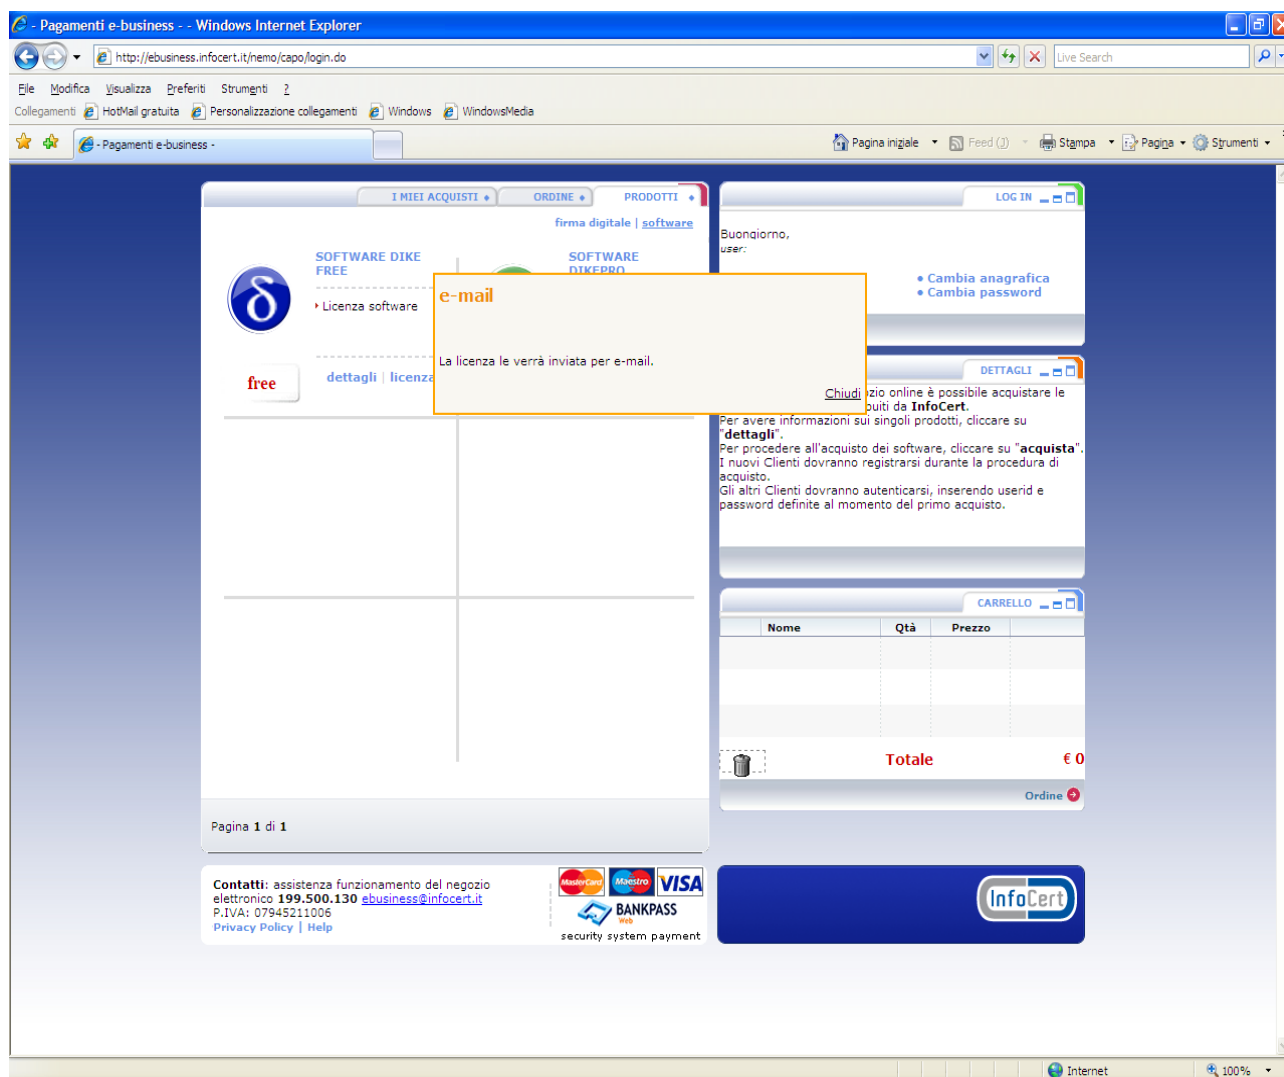 - Pagamenti e-business - - Windows Internet Explorer
http://ebusiness.infocert.it/nemo/capo/login.do
Live Search
File Modifica Visualizza Preferiti Strumenti ?
Collegamenti HotMail gratuita Personalizzazione collegamenti Windows WindowsMedia
- Pagamenti e-business -
Pagina iniziale Feed (J) Stampa Pagina Strumenti
I MIEI ACQUISTI ORDINE PRODOTTI
firma digitale | software
SOFTWARE DIKE
FREE
Licenza software
free
dettagli | licenza
SOFTWARE
DIKEPRO
e-mail
La licenza le verrà inviata per e-mail.
Chiudi
LOG IN
Buongiorno,
user:
• Cambia anagrafica
• Cambia password
DETTAGLI
online è possibile acquistare le
da InfoCert.
Per avere informazioni sui singoli prodotti, cliccare su
"dettagli".
Per procedere all'acquisto dei software, cliccare su "acquista".
I nuovi Clienti dovranno registrarsi durante la procedura di
acquisto.
Gli altri Clienti dovranno autenticarsi, inserendo userid e
password definite al momento del primo acquisto.
CARRELLO
Nome Qtà Prezzo
Totale € 0
Ordine
Pagina 1 di 1
Contatti: assistenza funzionamento del negozio
elettronico 199.500.130 ebusiness@infocert.it
P.IVA: 07945211006
Privacy Policy | Help
MasterCard Maestro VISA
BANKPASS
Web
security system payment
InfoCert
Internet 100%